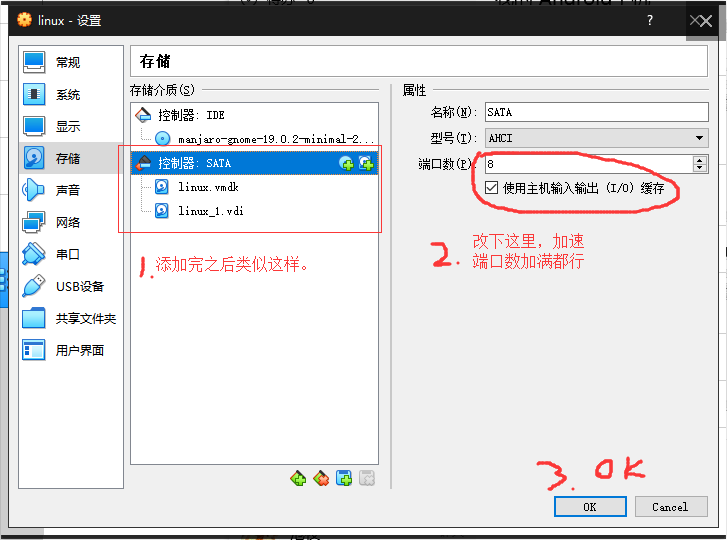 linux - 设置
?
常规
系统
显示
存储
声音
网络
串口
USB设备
共享文件夹
用户界面
存储
存储介质(S)
控制器: IDE
manjaro-gnome-19.0.2-minimal-2...
控制器: SATA
linux.vmdk
linux_1.vdi
1.添加完之后类似这样。
属性
名称(N): SATA
型号(T): AHCI
端口数(P) 8
使用主机输入输出 (I/O) 缓存
2. 改下这里，加速
端口数加满都行
3. OK
OK
Cancel